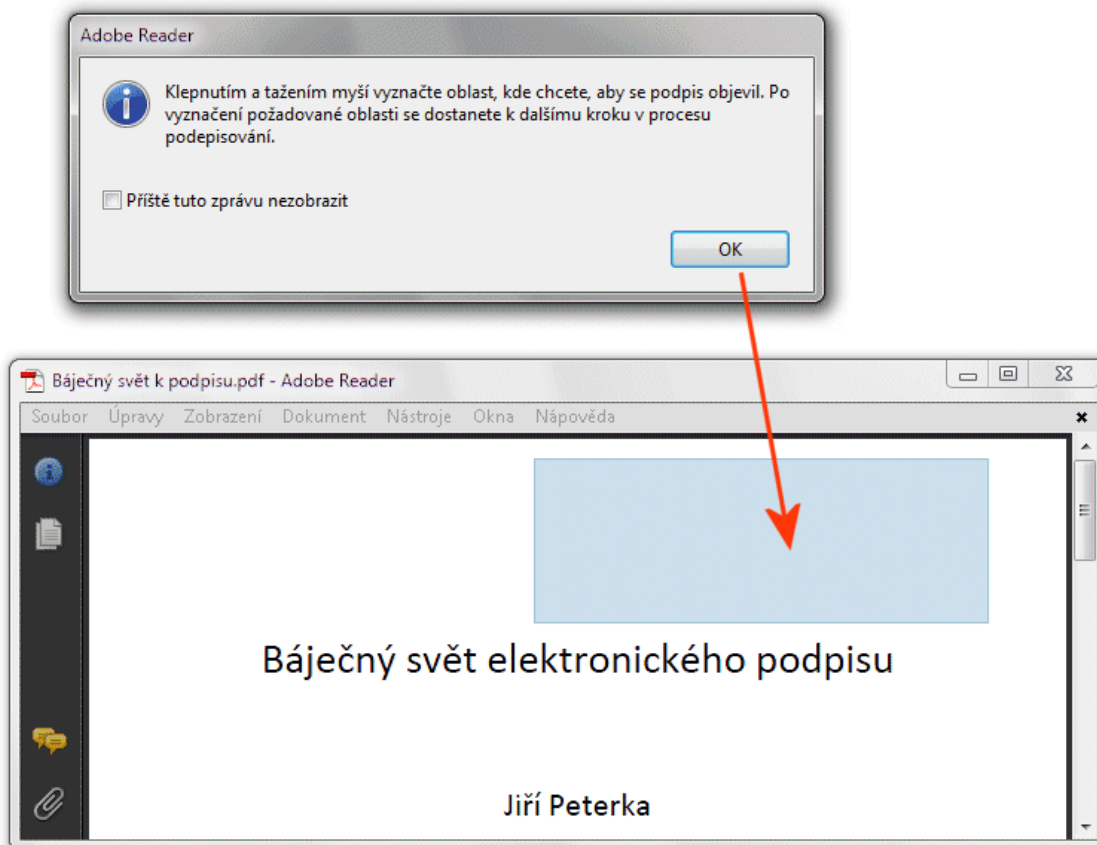 Adobe Reader
Klepnutím a tažením myší vyznačte oblast, kde chcete, aby se podpis objevil. Po
vyznačení požadované oblasti se dostanete k dalšímu kroku v procesu
podepisování.
Příště tuto zprávu nezobrazit
OK
Báječný svět k podpisu.pdf - Adobe Reader
Soubor Úpravy Zobrazení Dokument Nástroje Okna Nápověda
Báječný svět elektronického podpisu
Jiří Peterka